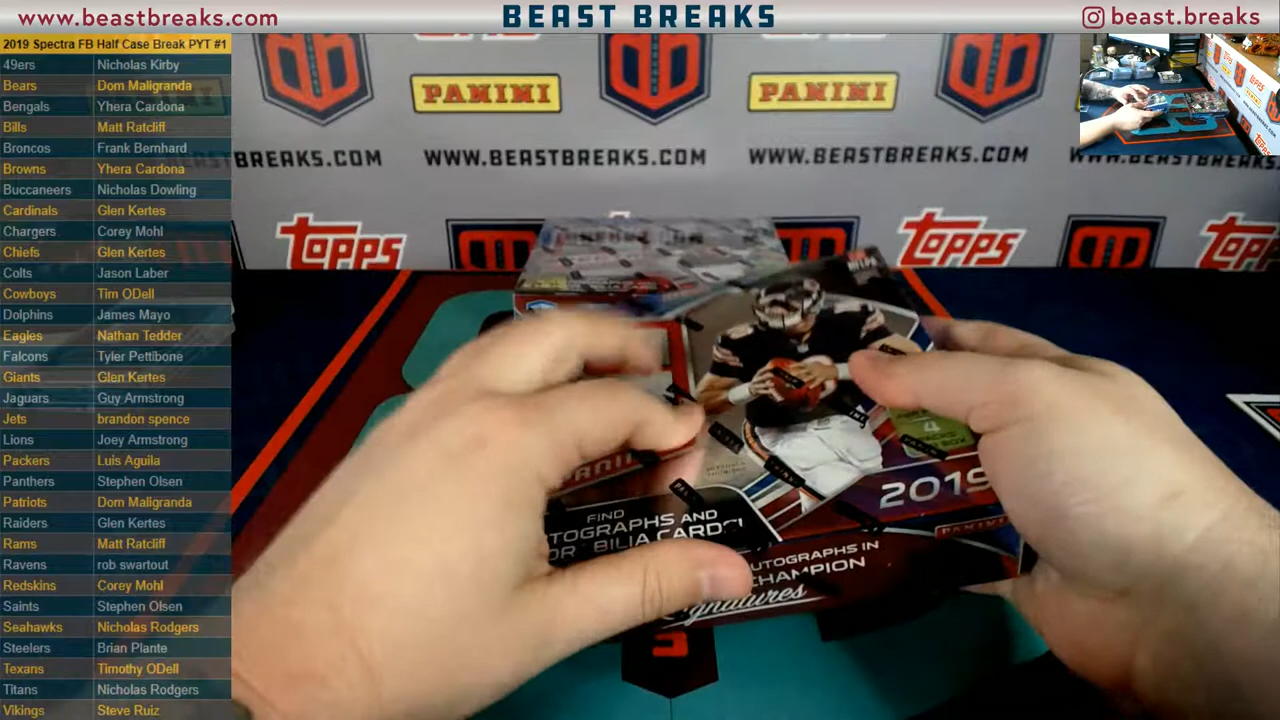 www.beastbreaks.com
BEAST BREAKS
beast.breaks
2019 Spectra FB Half Case Break PYT #1
49ers Nicholas Kirby
Bears Dom Maligranda
Bengals Yhera Cardona
Bills Matt Ratcliff
Broncos Frank Bernhard
Browns Yhera Cardona
Buccaneers Nicholas Dowling
Cardinals Glen Kertes
Chargers Corey Mohl
Chiefs Glen Kertes
Colts Jason Laber
Cowboys Tim ODell
Dolphins James Mayo
Eagles Nathan Tedder
Falcons Tyler Pettibone
Giants Glen Kertes
Jaguars Guy Armstrong
Jets brandon spence
Lions Joey Armstrong
Packers Luis Aguila
Panthers Stephen Olsen
Patriots Dom Maligranda
Raiders Glen Kertes
Rams Matt Ratcliff
Ravens rob swartout
Redskins Corey Mohl
Saints Stephen Olsen
Seahawks Nicholas Rodgers
Steelers Brian Plante
Texans Timothy ODell
Titans Nicholas Rodgers
Vikings Steve Ruiz
PANINI
PANINI
BREAKS.COM
WWW.BEASTBREAKS.COM
WWW.BEASTBREAKS.COM
topps
topps
topps
4
2019
PANINI
FIND
AUTOGRAPHS IN
CHAMPION